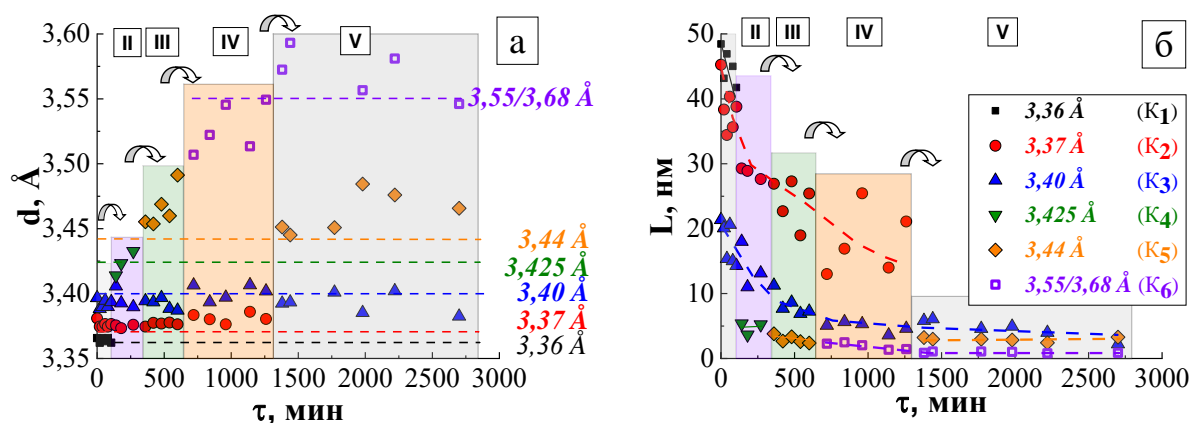 II III IV V а
3,60
3,55
3,50
3,45
3,40
3,35
d, Å
3,55/3,68 Å
3,44 Å
3,425 Å
3,40 Å
3,37 Å
3,36 Å
0 500 1000 1500 2000 2500 3000
τ, мин
II III IV V б
50
40
30
20
10
0
L, нм
3,36 Å (К1)
3,37 Å (К2)
3,40 Å (К3)
3,425 Å (К4)
3,44 Å (К5)
3,55/3,68 Å (К6)
0 500 1000 1500 2000 2500 3000
τ, мин